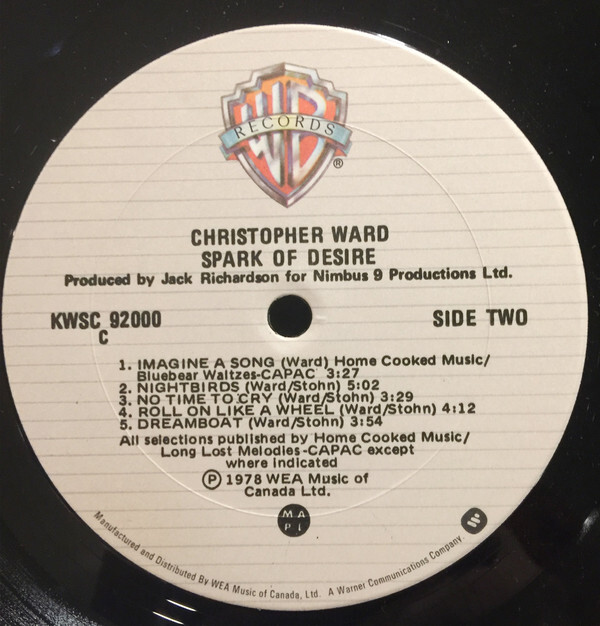 WB
RECORDS
®
CHRISTOPHER WARD
SPARK OF DESIRE
Produced by Jack Richardson for Nimbus 9 Productions Ltd.
KWSC 92000
C
SIDE TWO
1. IMAGINE A SONG (Ward) Home Cooked Music/
Bluebear Waltzes-CAPAC 3:27
2. NIGHTBIRDS (Ward/Stohn) 5:02
3. NO TIME TO CRY (Ward/Stohn) 3:29
4. ROLL ON LIKE A WHEEL (Ward/Stohn) 4:12
5. DREAMBOAT (Ward/Stohn) 3:54
All selections published by Home Cooked Music/
Long Lost Melodies-CAPAC except
where indicated
Ⓟ 1978 WEA Music of
Canada Ltd.
MA
PL
Manufactured and Distributed By WEA Music of Canada, Ltd. A Warner Communications Company.